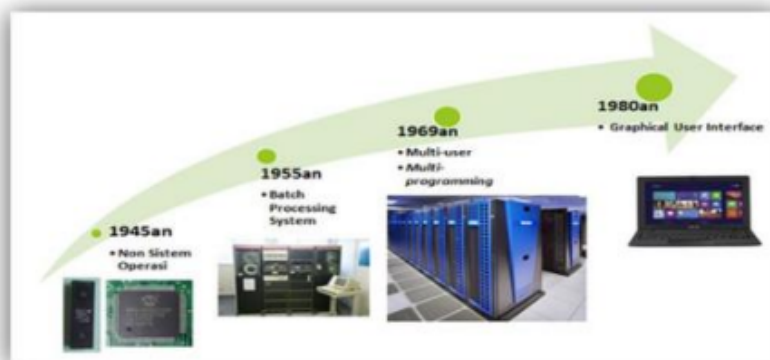 1945an
• Non Sistem
Operasi
1955an
• Batch
Processing
System
1969an
• Multi-user
• Multi-
programming
1980an
• Graphical User Interface